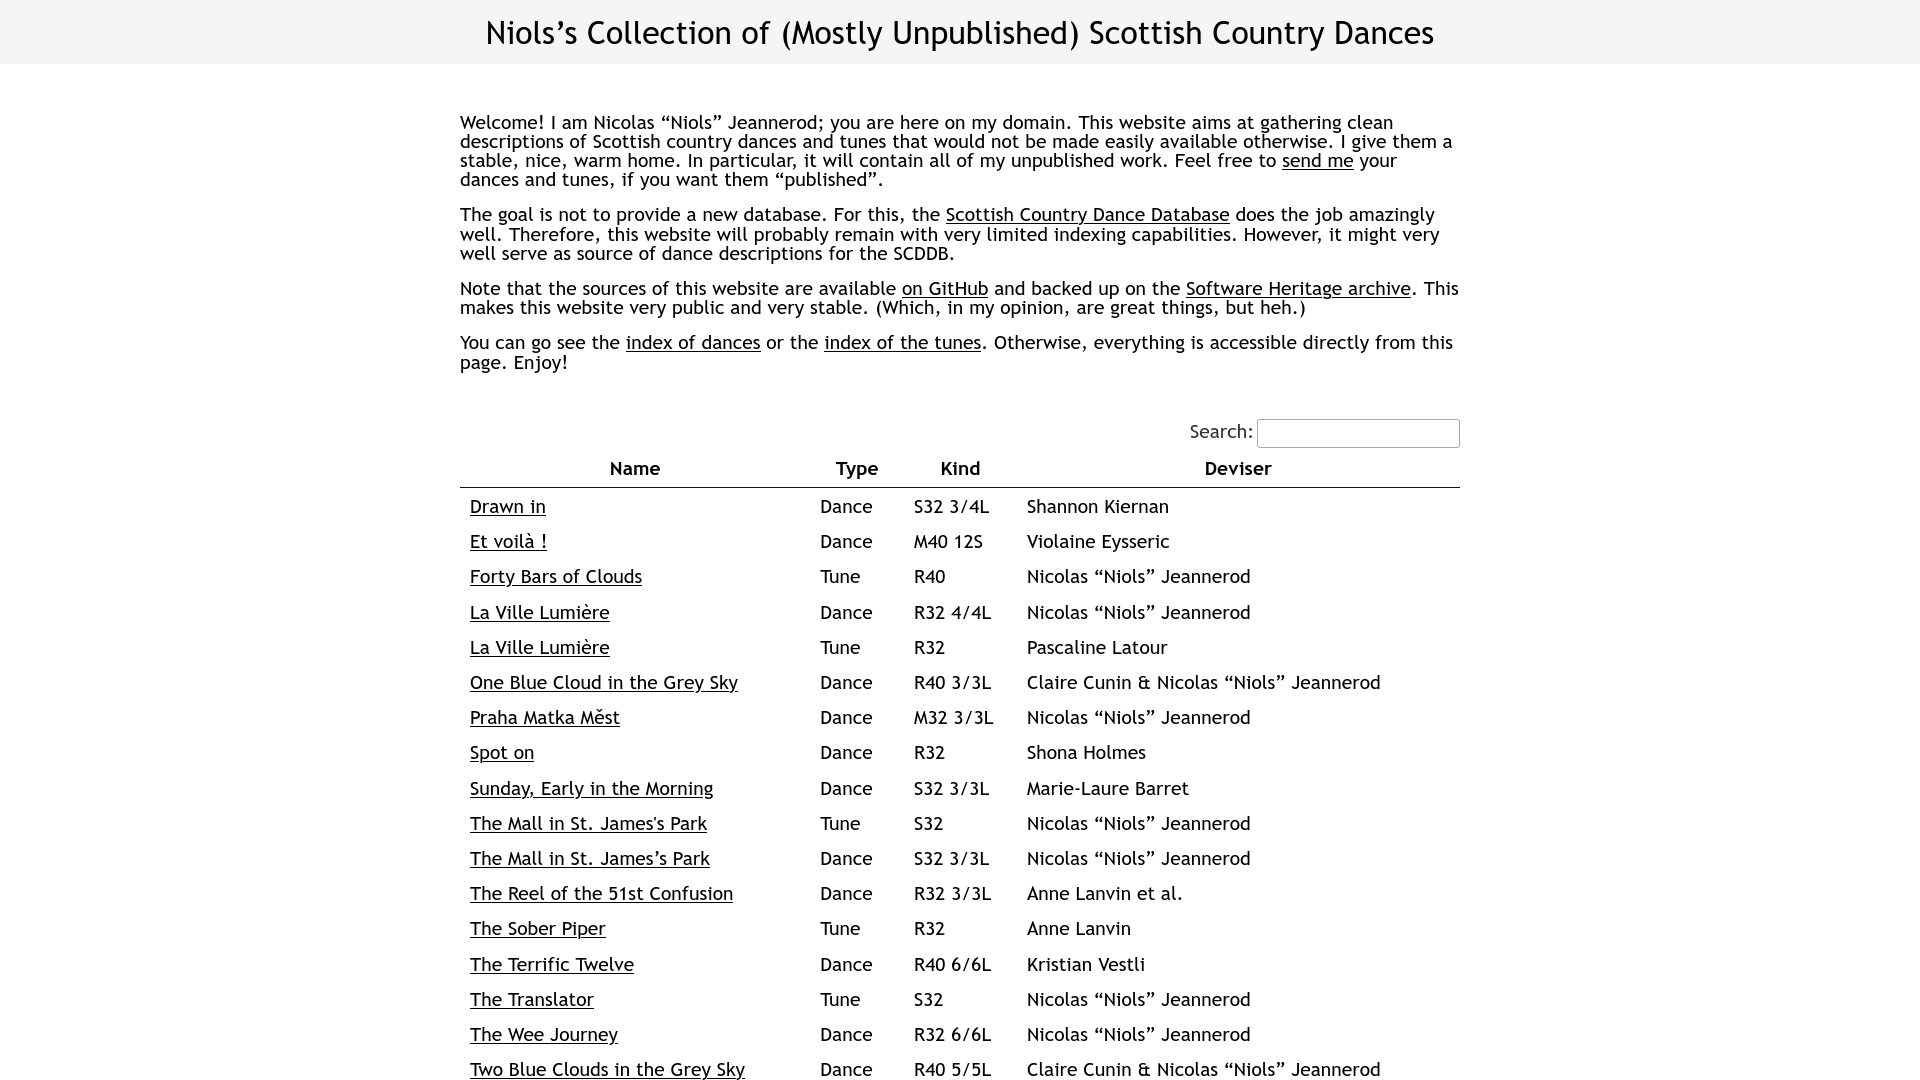 Niols’s Collection of (Mostly Unpublished) Scottish Country Dances
Welcome! I am Nicolas “Niols” Jeannerod; you are here on my domain. This website aims at gathering clean
descriptions of Scottish country dances and tunes that would not be made easily available otherwise. I give them a
stable, nice, warm home. In particular, it will contain all of my unpublished work. Feel free to send me your
dances and tunes, if you want them “published”.
The goal is not to provide a new database. For this, the Scottish Country Dance Database does the job amazingly
well. Therefore, this website will probably remain with very limited indexing capabilities. However, it might very
well serve as source of dance descriptions for the SCDDB.
Note that the sources of this website are available on GitHub and backed up on the Software Heritage archive. This
makes this website very public and very stable. (Which, in my opinion, are great things, but heh.)
You can go see the index of dances or the index of the tunes. Otherwise, everything is accessible directly from this
page. Enjoy!
Search:
Name Type Kind Deviser
Drawn in Dance S32 3/4L Shannon Kiernan
Et voilà ! Dance M40 12S Violaine Eysseric
Forty Bars of Clouds Tune R40 Nicolas “Niols” Jeannerod
La Ville Lumière Dance R32 4/4L Nicolas “Niols” Jeannerod
La Ville Lumière Tune R32 Pascaline Latour
One Blue Cloud in the Grey Sky Dance R40 3/3L Claire Cunin & Nicolas “Niols” Jeannerod
Praha Matka Měst Dance M32 3/3L Nicolas “Niols” Jeannerod
Spot on Dance R32 Shona Holmes
Sunday, Early in the Morning Dance S32 3/3L Marie-Laure Barret
The Mall in St. James's Park Tune S32 Nicolas “Niols” Jeannerod
The Mall in St. James’s Park Dance S32 3/3L Nicolas “Niols” Jeannerod
The Reel of the 51st Confusion Dance R32 3/3L Anne Lanvin et al.
The Sober Piper Tune R32 Anne Lanvin
The Terrific Twelve Dance R40 6/6L Kristian Vestli
The Translator Tune S32 Nicolas “Niols” Jeannerod
The Wee Journey Dance R32 6/6L Nicolas “Niols” Jeannerod
Two Blue Clouds in the Grey Sky Dance R40 5/5L Claire Cunin & Nicolas “Niols” Jeannerod